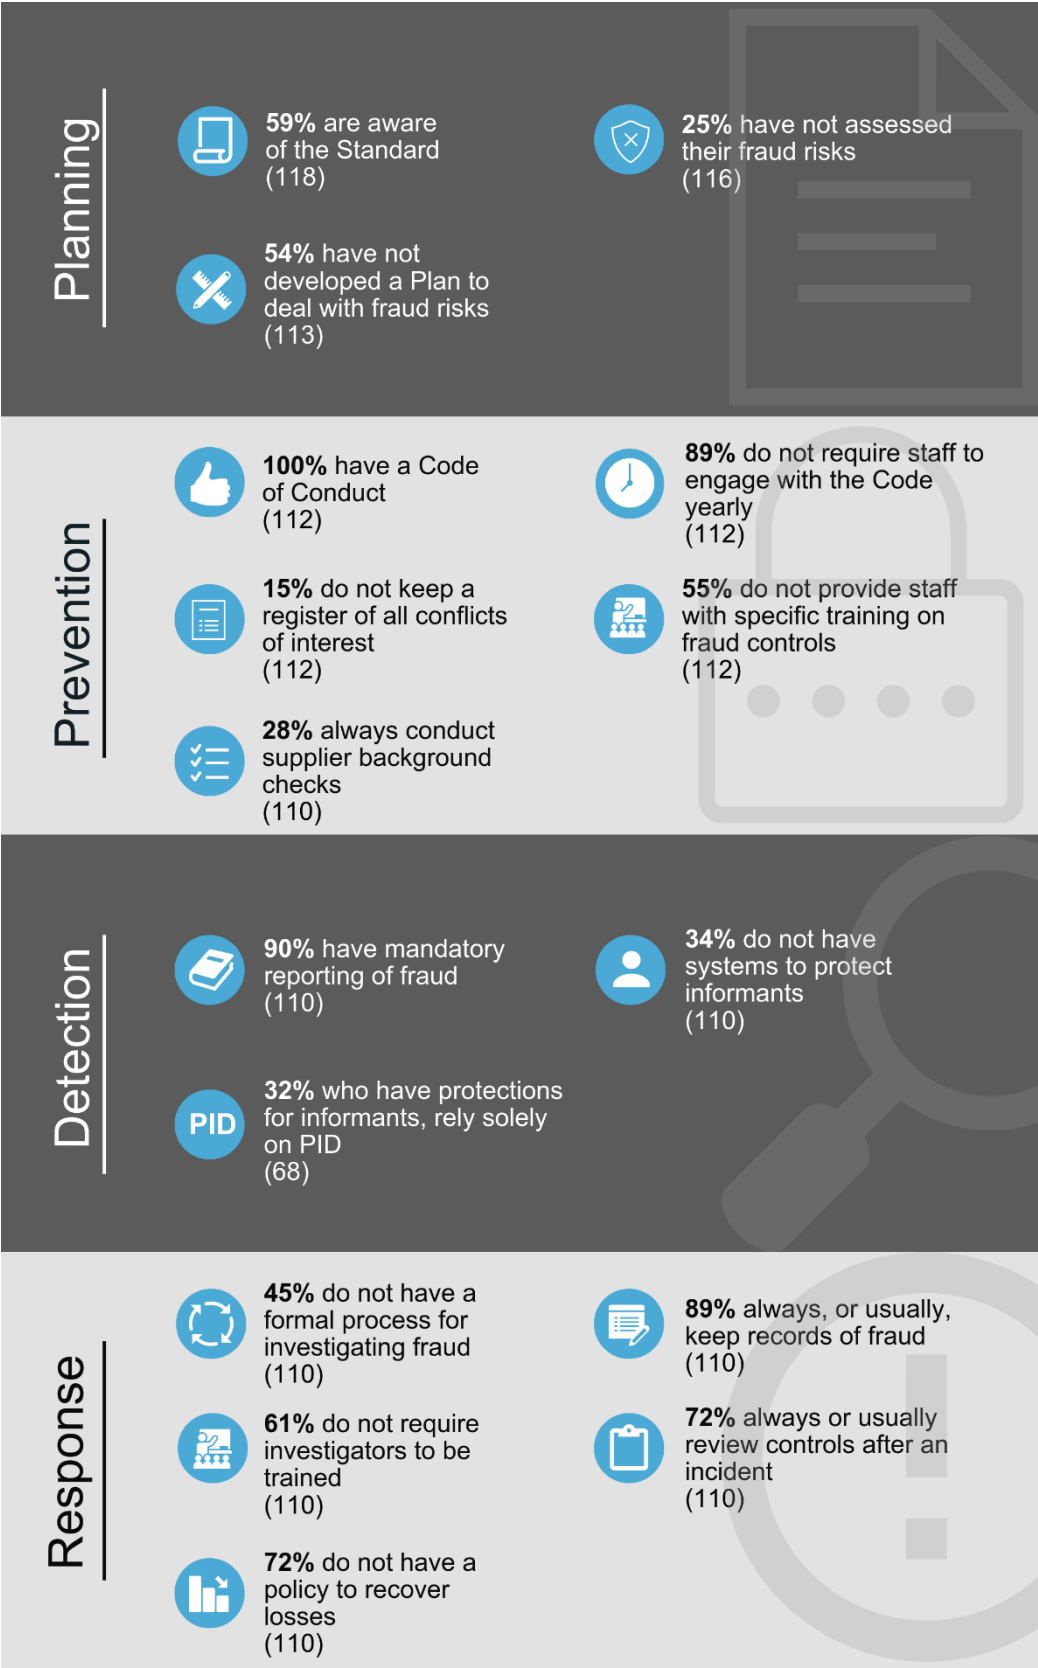 Planning
59% are aware
of the Standard
(118)
25% have not assessed
their fraud risks
(116)
54% have not
developed a Plan to
deal with fraud risks
(113)
Prevention
100% have a Code
of Conduct
(112)
89% do not require staff to
engage with the Code
yearly
(112)
15% do not keep a
register of all conflicts
of interest
(112)
55% do not provide staff
with specific training on
fraud controls
(112)
28% always conduct
supplier background
checks
(110)
Detection
90% have mandatory
reporting of fraud
(110)
34% do not have
systems to protect
informants
(110)
PID
32% who have protections
for informants, rely solely
on PID
(68)
Response
45% do not have a
formal process for
investigating fraud
(110)
89% always, or usually,
keep records of fraud
(110)
61% do not require
investigators to be
trained
(110)
72% always or usually
review controls after an
incident
(110)
72% do not have a
policy to recover
losses
(110)